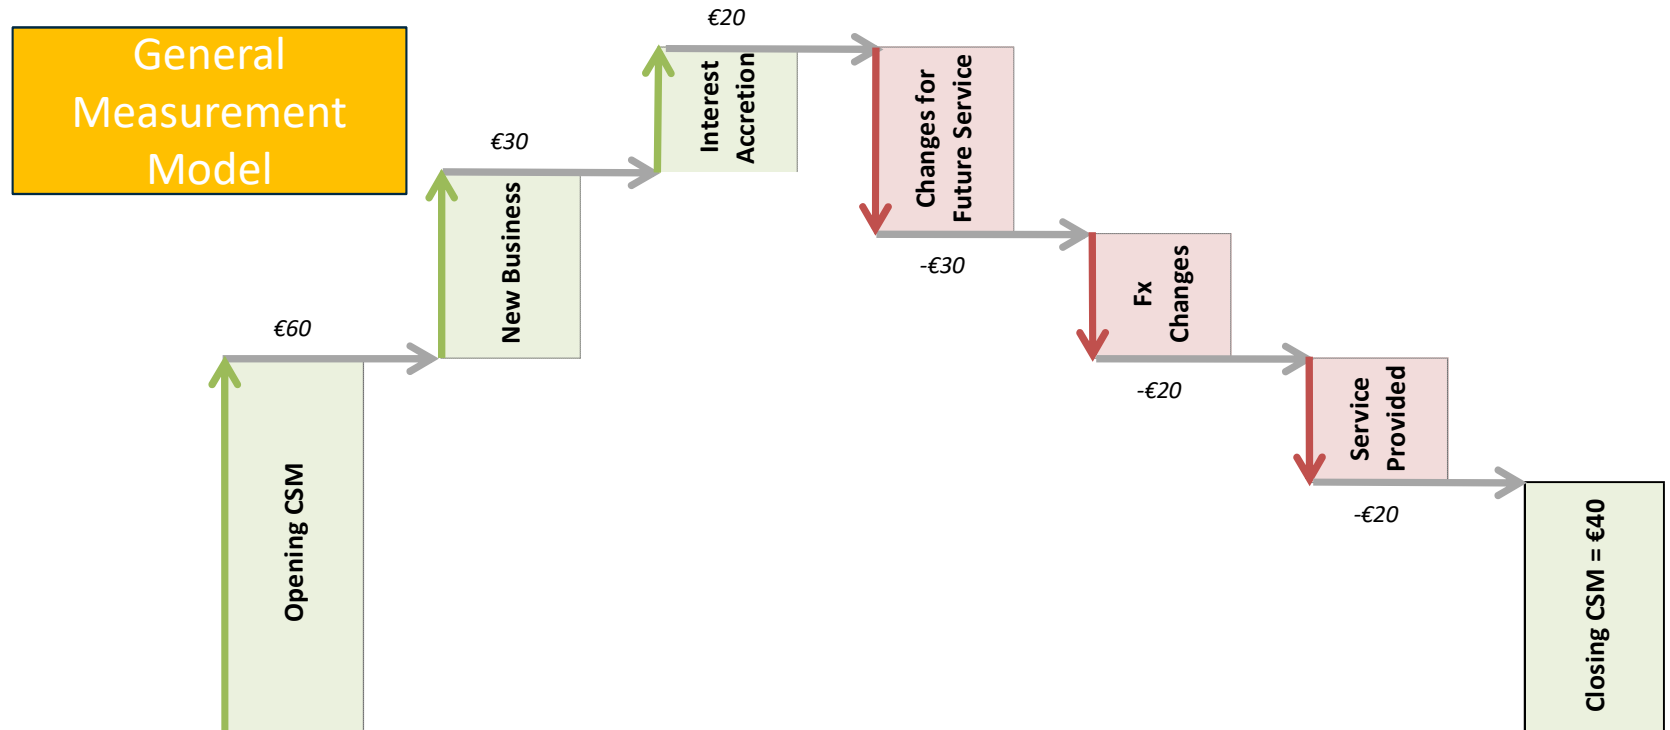 General
Measurement
Model
€60
Opening CSM
€30
New Business
€20
Interest
Accretion
Changes for
Future Service
-€30
Fx
Changes
-€20
Service
Provided
-€20
Closing CSM = €40